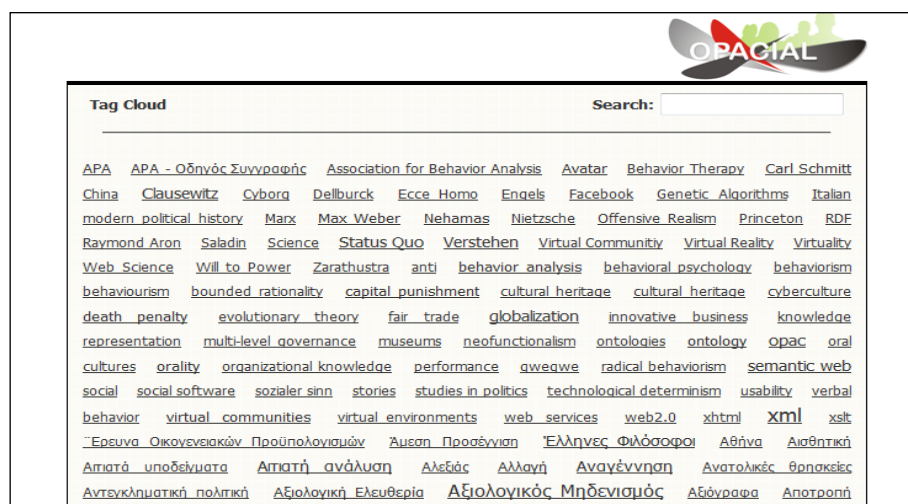 OPACIAL
Tag Cloud Search:
APA APA - Οδηγός Συγγραφής Association for Behavior Analysis Avatar Behavior Therapy Carl Schmitt
China Clausewitz Cyborg Dellburck Ecce Homo Engels Facebook Genetic Algorithms Italian
modern political history Marx Max Weber Nehamas Nietzsche Offensive Realism Princeton RDF
Raymond Aron Saladin Science Status Quo Verstehen Virtual Communitiy Virtual Reality Virtuality
Web Science Will to Power Zarathustra anti behavior analysis behavioral psychology behaviorism
behaviourism bounded rationality capital punishment cultural heritage cultural heritage cyberculture
death penalty evolutionary theory fair trade globalization innovative business knowledge
representation multi-level governance museums neofunctionalism ontologies ontology opac oral
cultures orality organizational knowledge performance qweqwe radical behaviorism semantic web
social social software sozialer sinn stories studies in politics technological determinism usability verbal
behavior virtual communities virtual environments web services web2.0 xhtml xml xslt
¨Ερευνα Οικογενειακών Προϋπολογισμών Άμεση Προσέγγιση Έλληνες Φιλόσοφοι Αθήνα Αισθητική
Αιτιατά υποδείγματα Αιτιατή ανάλυση Αλεξιάς Αλλαγή Αναγέννηση Ανατολικές θρησκείες
Αντεγκληματική πολιτική Αξιολογική Ελευθερία Αξιολογικός Μηδενισμός Αξιόγραφα Αποτροπή